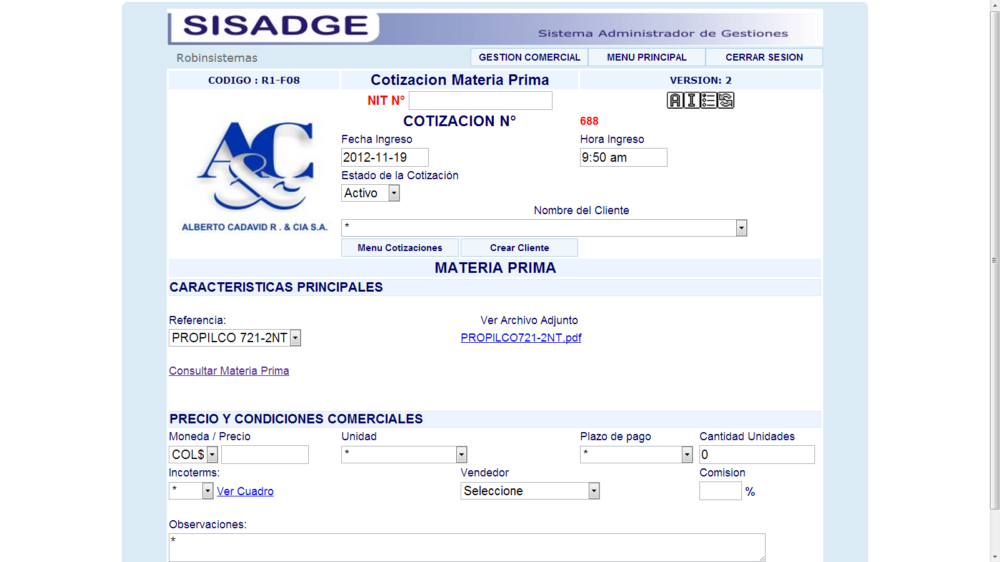 SISADGE
Sistema Administrador de Gestiones
Robinsistemas
GESTION COMERCIAL MENU PRINCIPAL CERRAR SESION
CODIGO : R1-F08 Cotizacion Materia Prima VERSION: 2
NIT N°
A I
COTIZACION N° 688
Fecha Ingreso Hora Ingreso
2012-11-19 9:50 am
Estado de la Cotización
Activo
Nombre del Cliente
*
A&C
ALBERTO CADAVID R . & CIA S.A.
Menu Cotizaciones Crear Cliente
MATERIA PRIMA
CARACTERISTICAS PRINCIPALES
Referencia: Ver Archivo Adjunto
PROPILCO 721-2NT PROPILCO721-2NT.pdf
Consultar Materia Prima
PRECIO Y CONDICIONES COMERCIALES
Moneda / Precio Unidad Plazo de pago Cantidad Unidades
COL$ * * 0
Incoterms: Vendedor Comision
* Ver Cuadro Seleccione %
Observaciones:
*